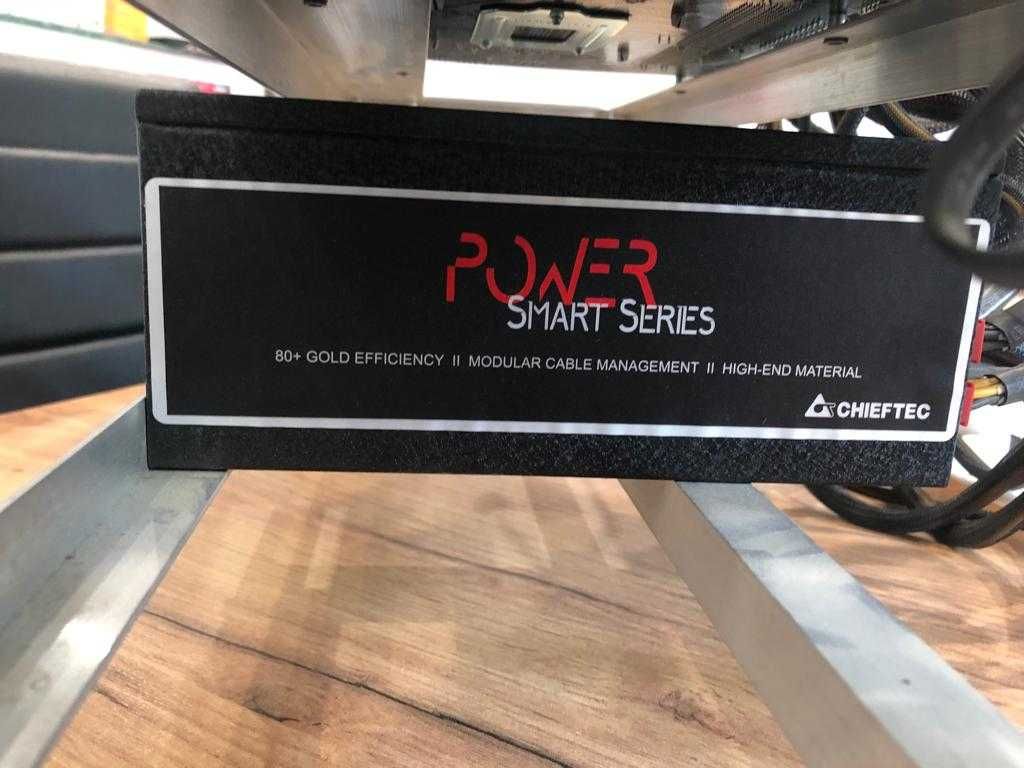 POWER
SMART SERIES
80+ GOLD EFFICIENCY II MODULAR CABLE MANAGEMENT II HIGH-END MATERIAL
CHIEFTEC